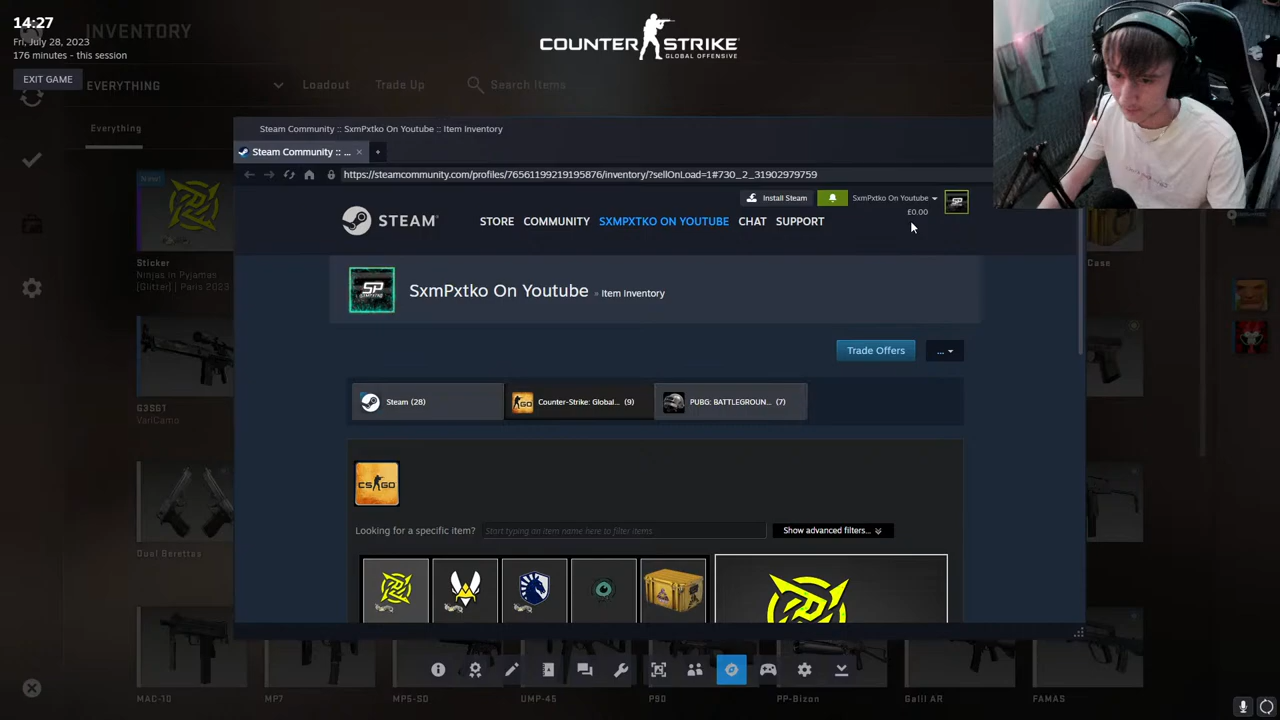 14:27
Fri, July 28, 2023
176 minutes - this session
EXIT GAME
INVENTORY
COUNTER STRIKE
GLOBAL OFFENSIVE
EVERYTHING
Loadout
Trade Up
Search Items
Everything
Steam Community :: SxmPxtko On Youtube :: Item Inventory
Steam Community :: ...
https://steamcommunity.com/profiles/76561199219195876/inventory/?sellOnLoad=1#730_2_31902979759
Install Steam
SxmPxtko On Youtube
£0.00
STEAM
STORE
COMMUNITY
SXMPXTKO ON YOUTUBE
CHAT
SUPPORT
SP
SxmPxtko On Youtube
» Item Inventory
Trade Offers
...
Steam (28)
Counter-Strike: Global... (9)
PUBG: BATTLEGROUN... (7)
CS GO
Looking for a specific item?
Start typing an item name here to filter items
Show advanced filters...
Sticker
Ninjas in Pyjamas
(Glitter) | Paris 2023
Case
G3SG1
VariCamo
Dual Berettas
MAC-10
MP7
MP5-SD
UMP-45
P90
PP-Bizon
Galil AR
FAMAS